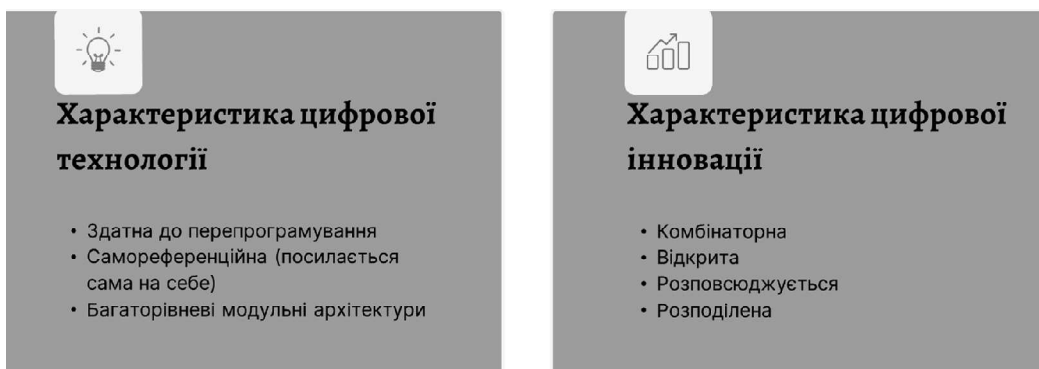 Характеристика цифрової
технології
• Здатна до перепрограмування
• Самореференційна (посилається
сама на себе)
• Багаторівневі модульні архітектури
Характеристика цифрової
інновації
• Комбінаторна
• Відкрита
• Розповсюджується
• Розподілена